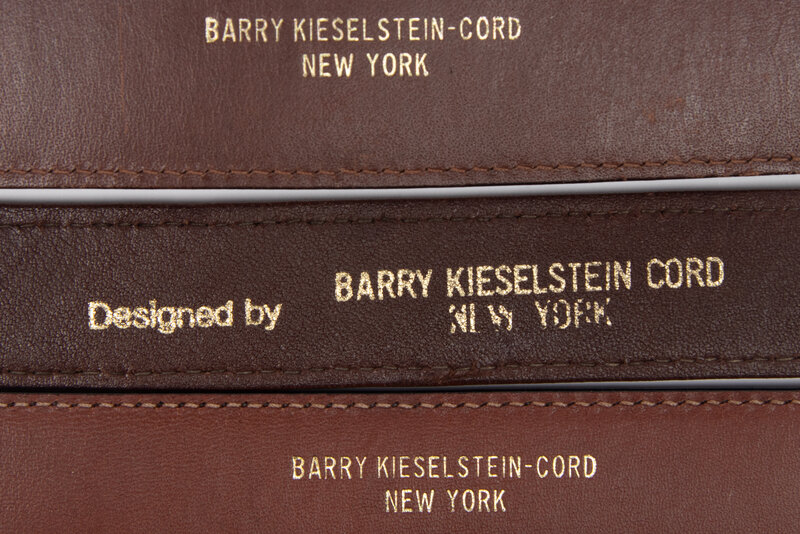 BARRY KIESELSTEIN-CORD
NEW YORK
Designed by BARRY KIESELSTEIN CORD
NEW YORK
BARRY KIESELSTEIN-CORD
NEW YORK